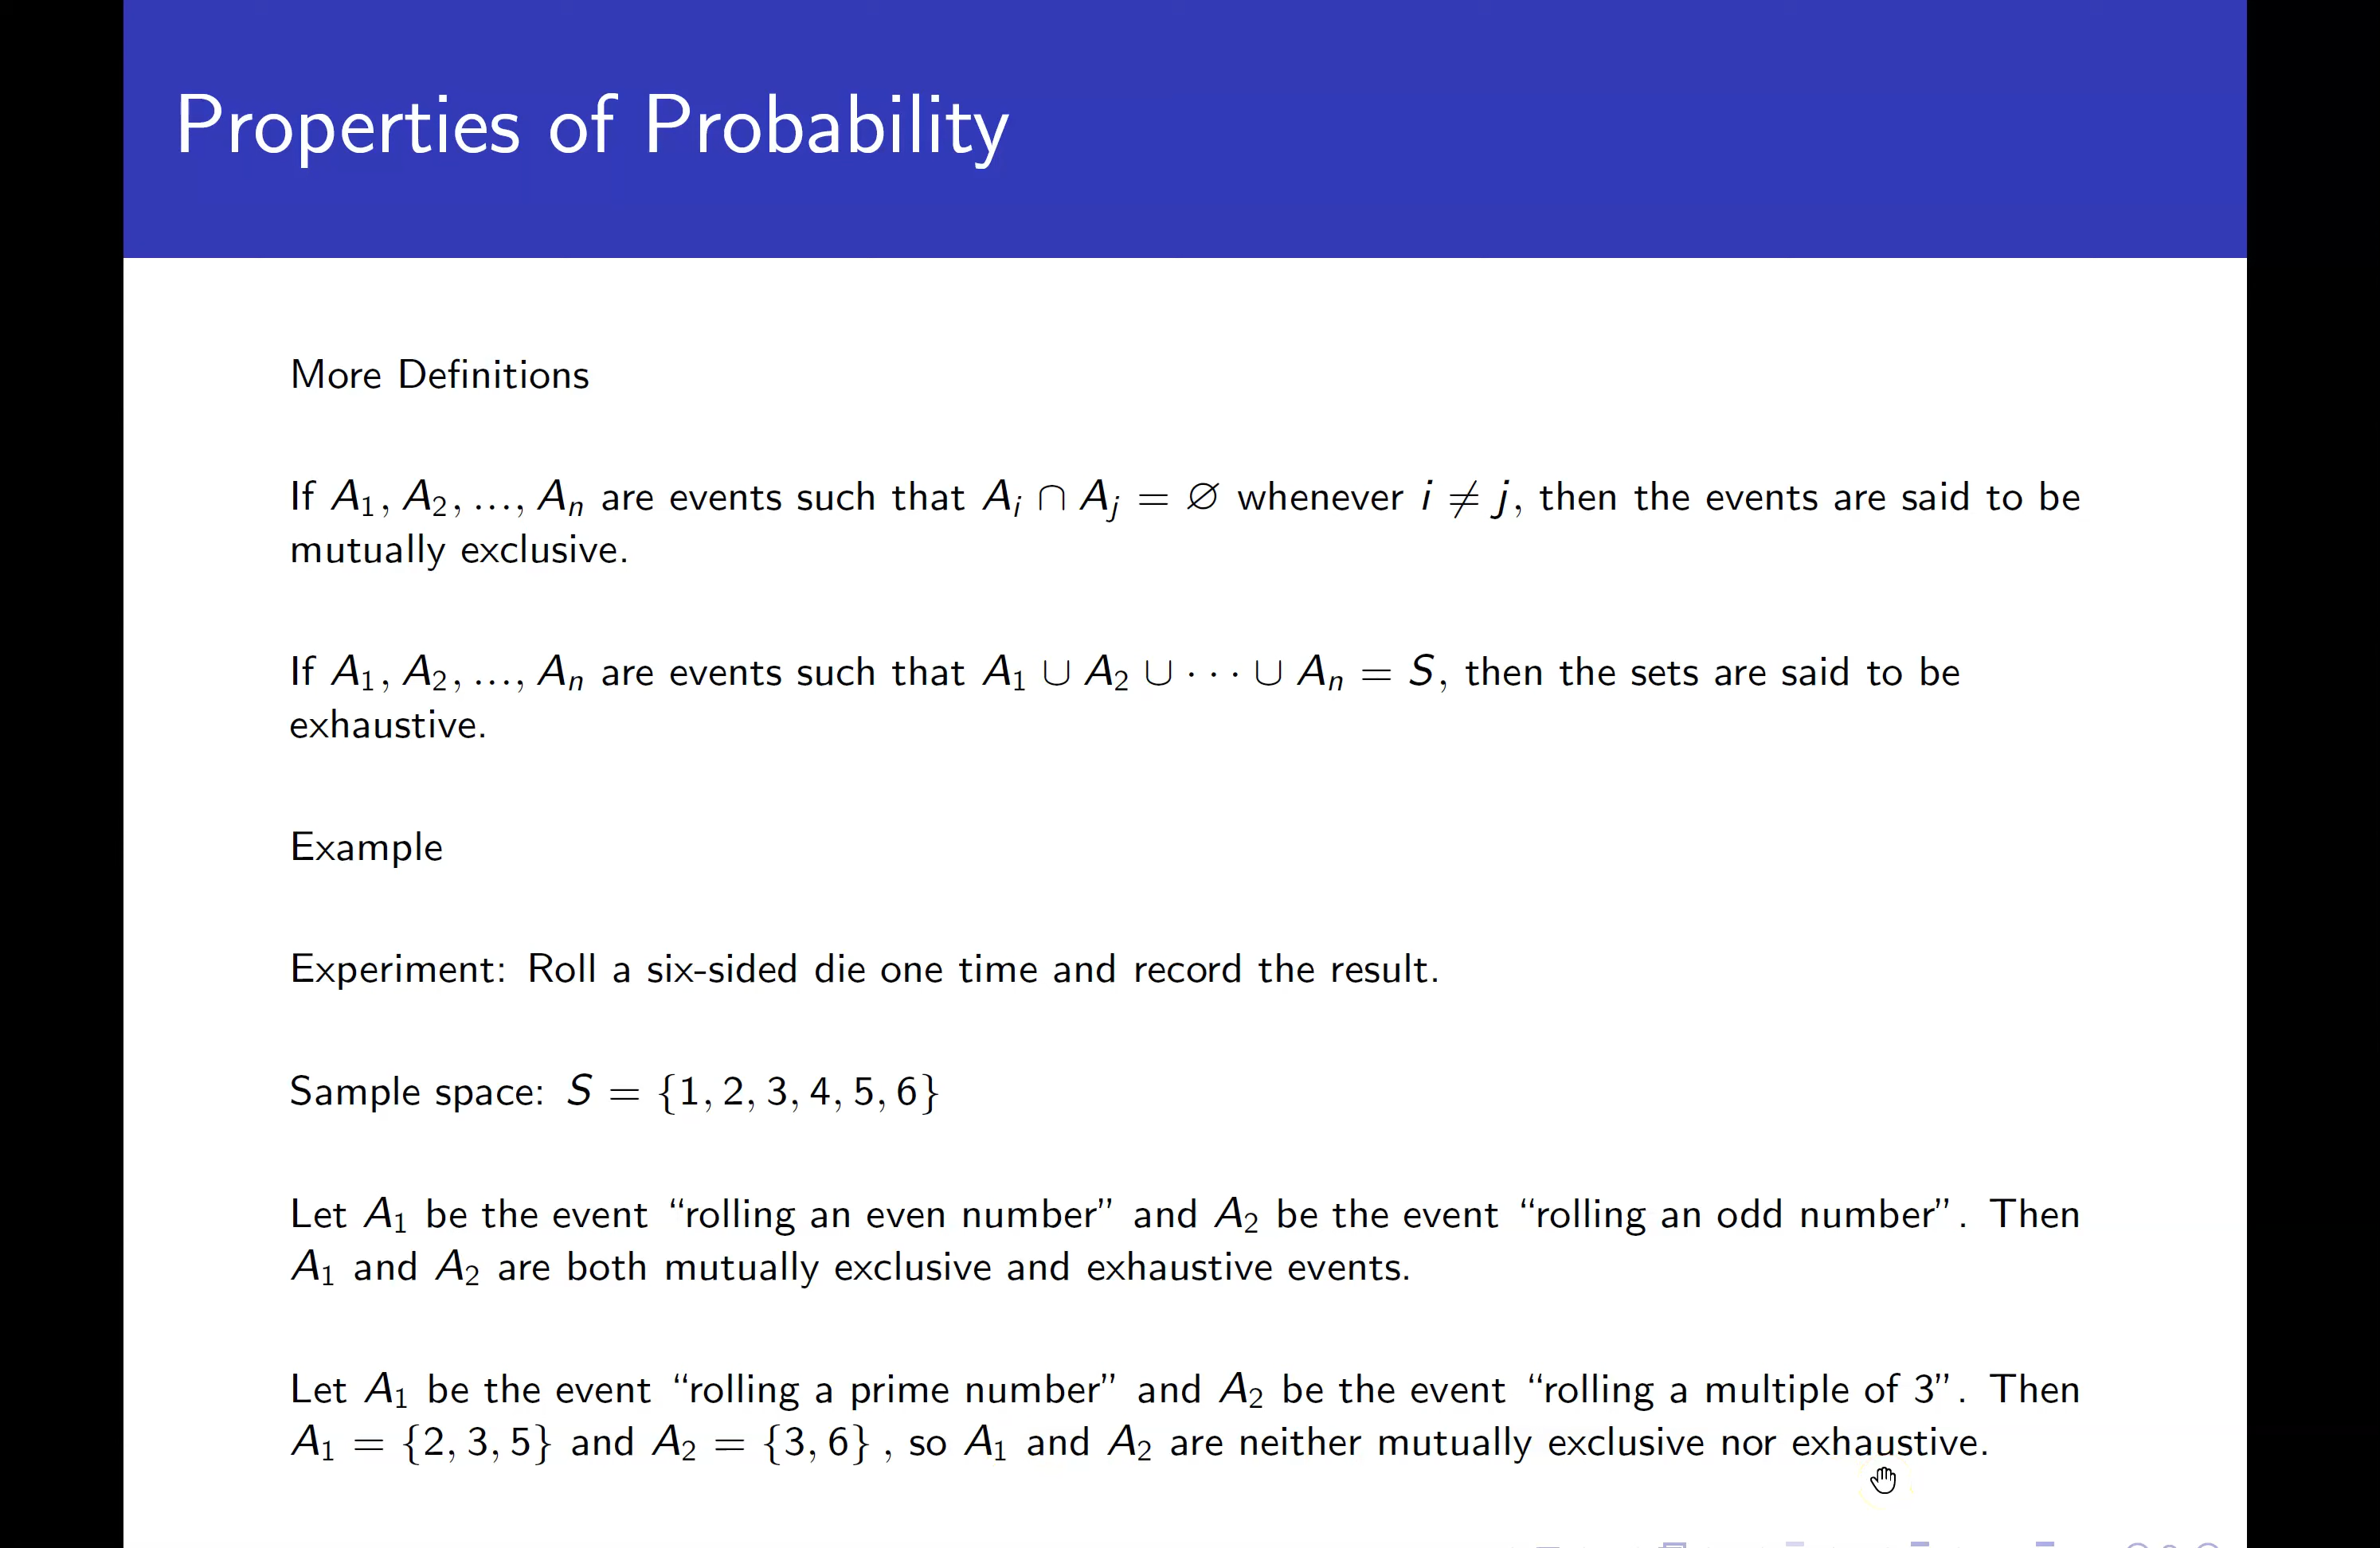 Properties of Probability
More Definitions
If A₁, A₂, ..., Aₙ are events such that Aᵢ ∩ Aⱼ = ∅ whenever i ≠ j, then the events are said to be
mutually exclusive.
If A₁, A₂, ..., Aₙ are events such that A₁ ∪ A₂ ∪ · · · ∪ Aₙ = S, then the sets are said to be
exhaustive.
Example
Experiment: Roll a six-sided die one time and record the result.
Sample space: S = {1, 2, 3, 4, 5, 6}
Let A₁ be the event “rolling an even number” and A₂ be the event “rolling an odd number”. Then
A₁ and A₂ are both mutually exclusive and exhaustive events.
Let A₁ be the event “rolling a prime number” and A₂ be the event “rolling a multiple of 3”. Then
A₁ = {2, 3, 5} and A₂ = {3, 6} , so A₁ and A₂ are neither mutually exclusive nor exhaustive.